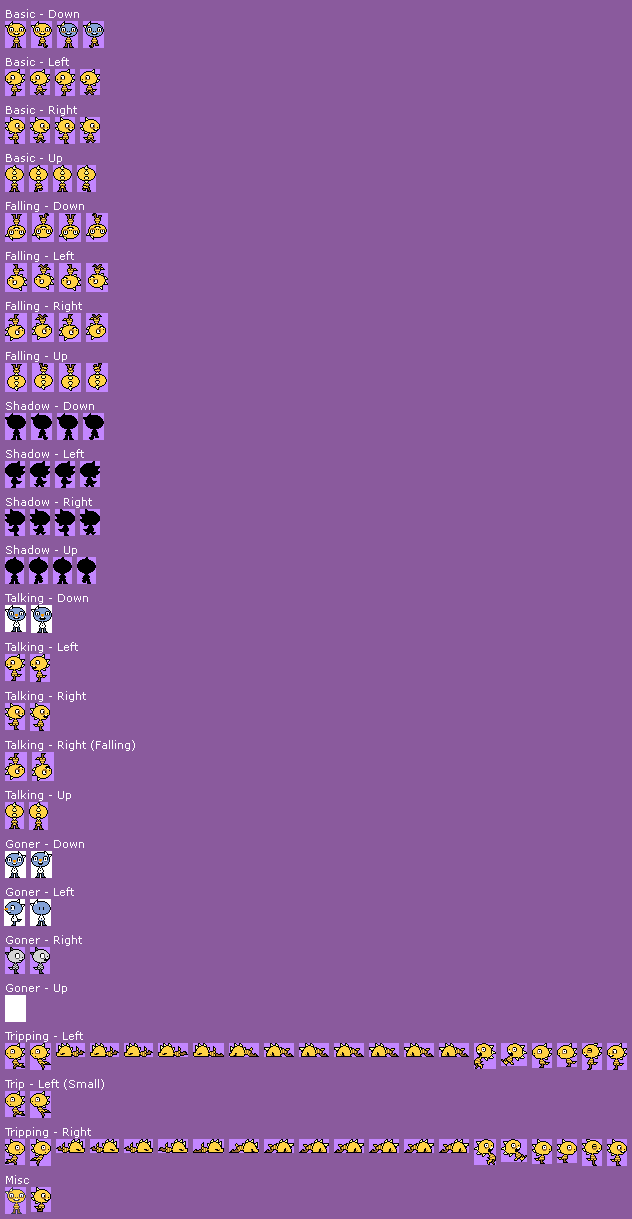 Basic - Down
Basic - Left
Basic - Right
Basic - Up
Falling - Down
Falling - Left
Falling - Right
Falling - Up
Shadow - Down
Shadow - Left
Shadow - Right
Shadow - Up
Talking - Down
Talking - Left
Talking - Right
Talking - Right (Falling)
Talking - Up
Goner - Down
Goner - Left
Goner - Right
Goner - Up
Tripping - Left
Trip - Left (Small)
Tripping - Right
Misc